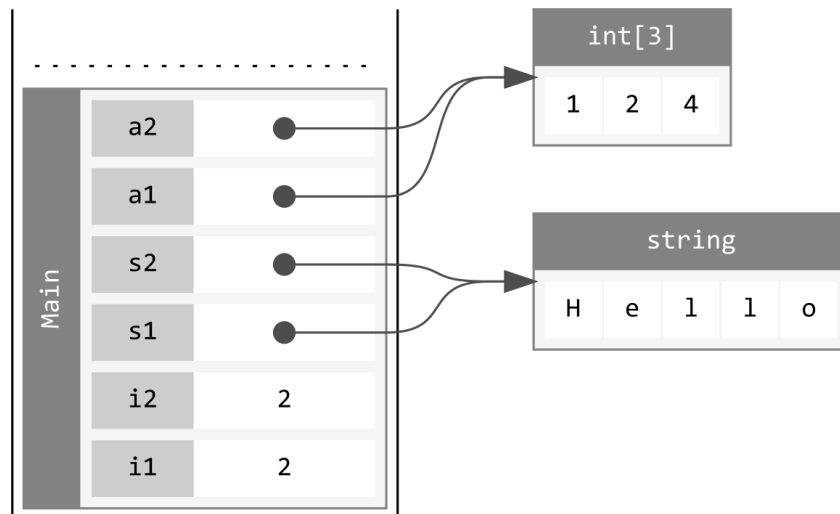 int[3]
1 2 4
string
H e l l o
Main
a2
a1
s2
s1
i2 2
i1 2